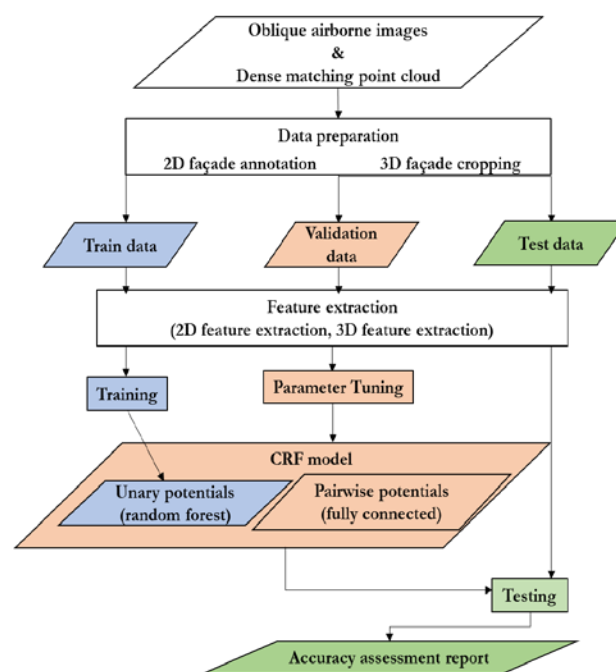 Oblique airborne images
&
Dense matching point cloud
Data preparation
2D façade annotation 3D façade cropping
Train data
Validation
data
Test data
Feature extraction
(2D feature extraction, 3D feature extraction)
Training
Parameter Tuning
CRF model
Unary potentials
(random forest)
Pairwise potentials
(fully connected)
Testing
Accuracy assessment report